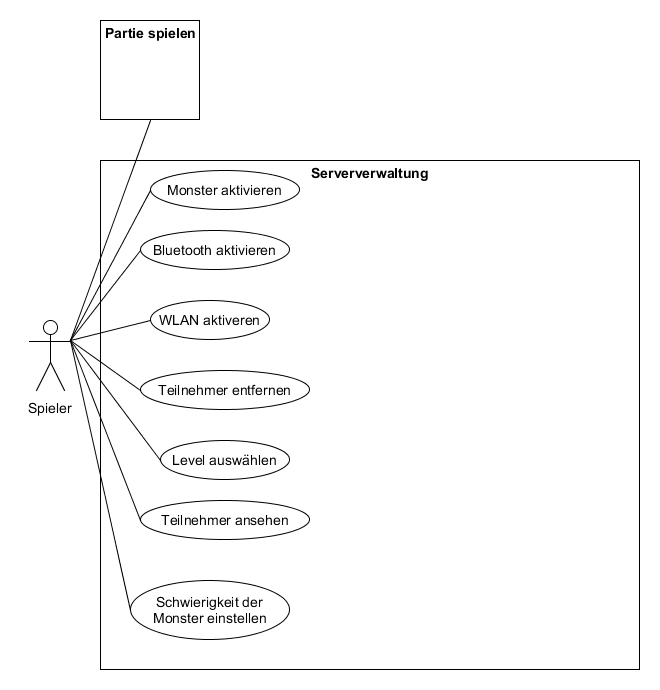 Partie spielen
Serververwaltung
Monster aktivieren
Bluetooth aktivieren
WLAN aktiveren
Teilnehmer entfernen
Spieler
Level auswählen
Teilnehmer ansehen
Schwierigkeit der
Monster einstellen